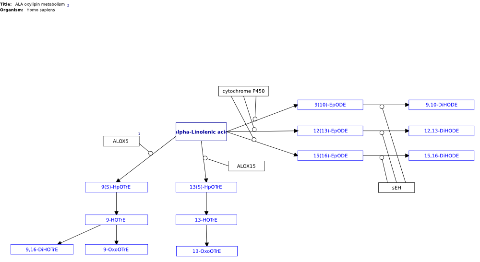 Title: ALA oxylipin metabolism
Organism: Homo sapiens
cytochrome P450
9(10)-EpODE
9,10-DiHODE
alpha-Linolenic acid
12(13)-EpODE
12,13-DiHODE
ALOX5
15(16)-EpODE
15,16-DiHODE
ALOX15
9(S)-HpOTrE
13(S)-HpOTrE
sEH
9-HOTrE
13-HOTrE
9,16-DiHOTrE
9-OxoOTrE
13-OxoOTrE